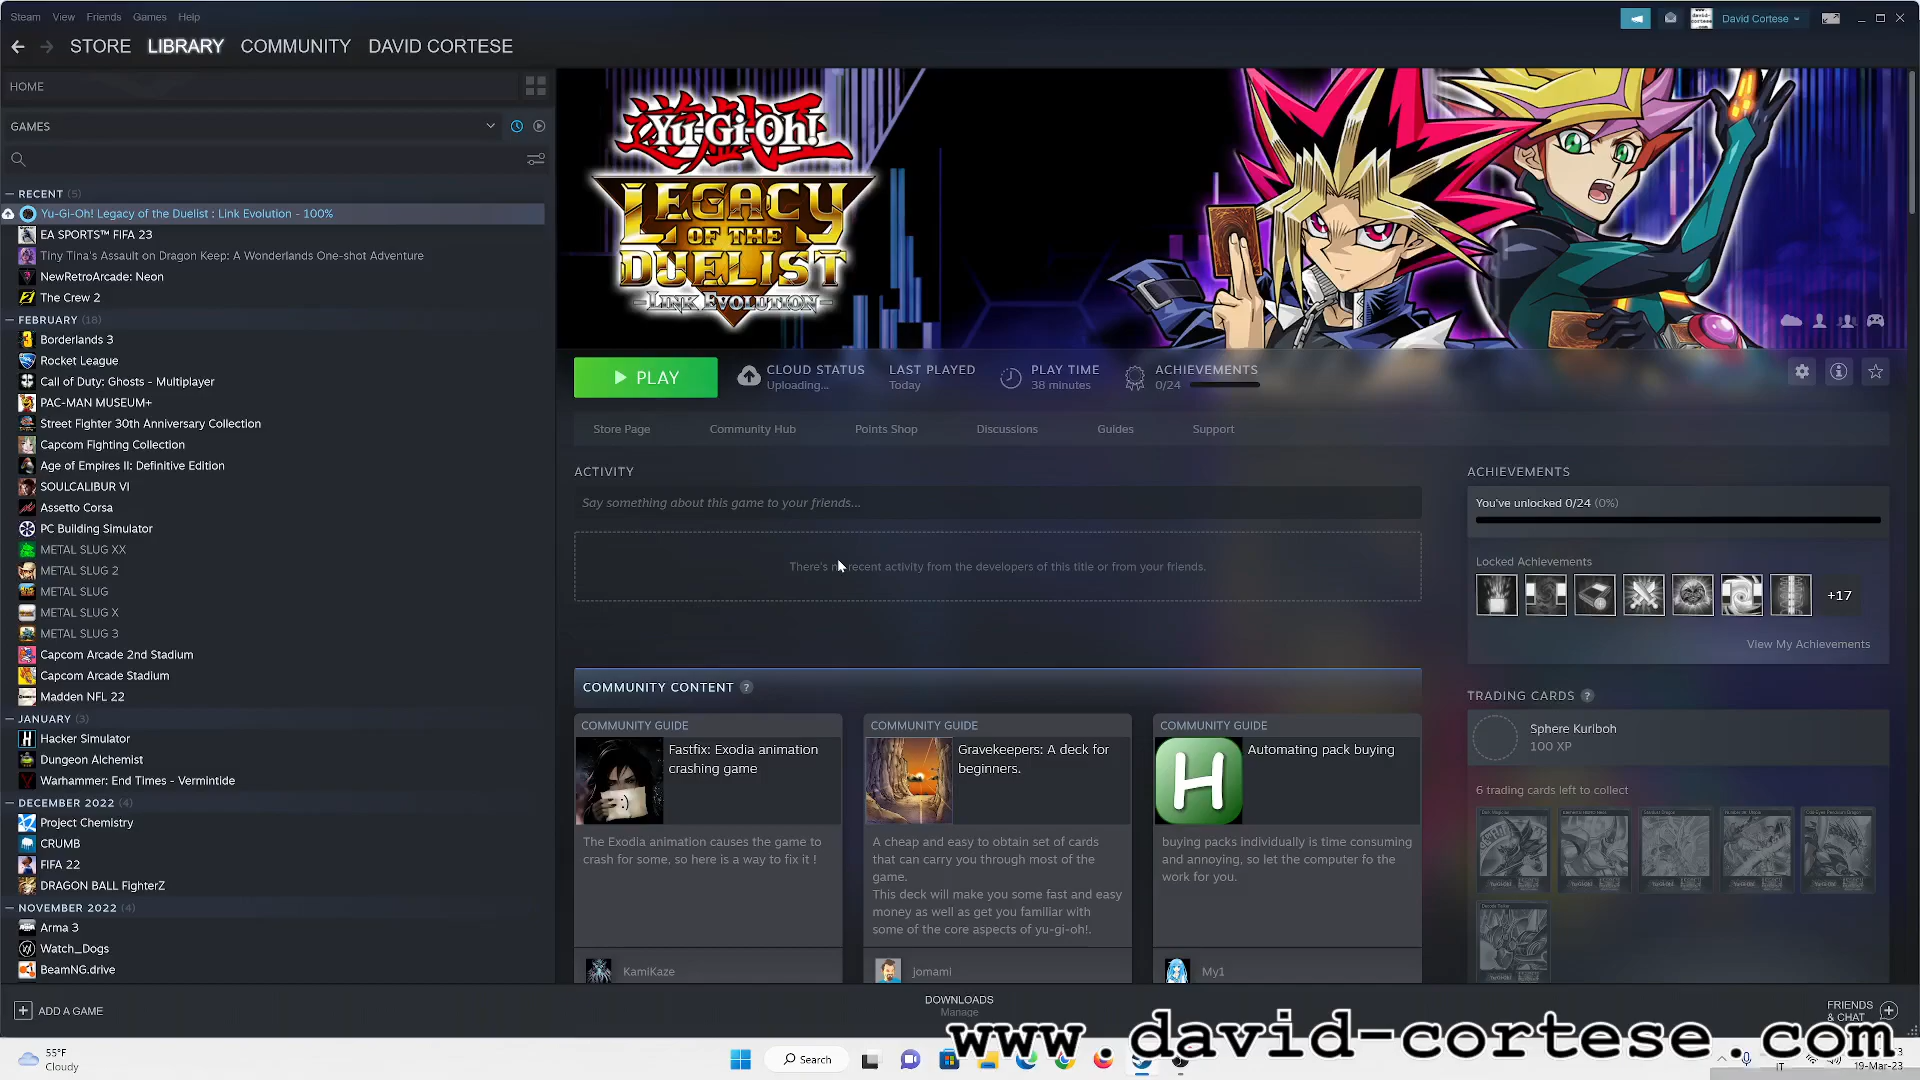 Steam View Friends Games Help
David Cortese
STORE LIBRARY COMMUNITY DAVID CORTESE
HOME
GAMES
RECENT (5)
Yu-Gi-Oh! Legacy of the Duelist : Link Evolution - 100%
EA SPORTS™ FIFA 23
Tiny Tina's Assault on Dragon Keep: A Wonderlands One-shot Adventure
NewRetroArcade: Neon
The Crew 2
FEBRUARY (18)
Borderlands 3
Rocket League
Call of Duty: Ghosts - Multiplayer
PAC-MAN MUSEUM+
Street Fighter 30th Anniversary Collection
Capcom Fighting Collection
Age of Empires II: Definitive Edition
SOULCALIBUR VI
Assetto Corsa
PC Building Simulator
METAL SLUG XX
METAL SLUG 2
METAL SLUG
METAL SLUG X
METAL SLUG 3
Capcom Arcade 2nd Stadium
Capcom Arcade Stadium
Madden NFL 22
JANUARY (3)
Hacker Simulator
Dungeon Alchemist
Warhammer: End Times - Vermintide
DECEMBER 2022 (4)
Project Chemistry
CRUMB
FIFA 22
DRAGON BALL FighterZ
NOVEMBER 2022 (4)
Arma 3
Watch_Dogs
BeamNG.drive
ADD A GAME
遊☆戯☆王
Yu-Gi-Oh!
LEGACY
OF THE
DUELIST
LINK EVOLUTION
PLAY
CLOUD STATUS
Uploading...
LAST PLAYED
Today
PLAY TIME
38 minutes
ACHIEVEMENTS
0/24
Store Page Community Hub Points Shop Discussions Guides Support
ACTIVITY
Say something about this game to your friends...
There's recent activity from the developers of this title or from your friends.
COMMUNITY CONTENT ?
COMMUNITY GUIDE
Fastfix: Exodia animation
crashing game
The Exodia animation causes the game to
crash for some, so here is a way to fix it !
KamiKaze
COMMUNITY GUIDE
Gravekeepers: A deck for
beginners.
A cheap and easy to obtain set of cards
that can carry you through most of the
game.
This deck will make you some fast and easy
money as well as get you familiar with
some of the core aspects of yu-gi-oh!.
jomami
COMMUNITY GUIDE
H
Automating pack buying
buying packs individually is time consuming
and annoying, so let the computer fo the
work for you.
My1
ACHIEVEMENTS
You've unlocked 0/24 (0%)
Locked Achievements
+17
View My Achievements
TRADING CARDS ?
Sphere Kuriboh
100 XP
6 trading cards left to collect
DOWNLOADS
Manage
FRIENDS
& CHAT
www.david-cortese.com
55°F
Cloudy
Search
IT
19-Mar-23